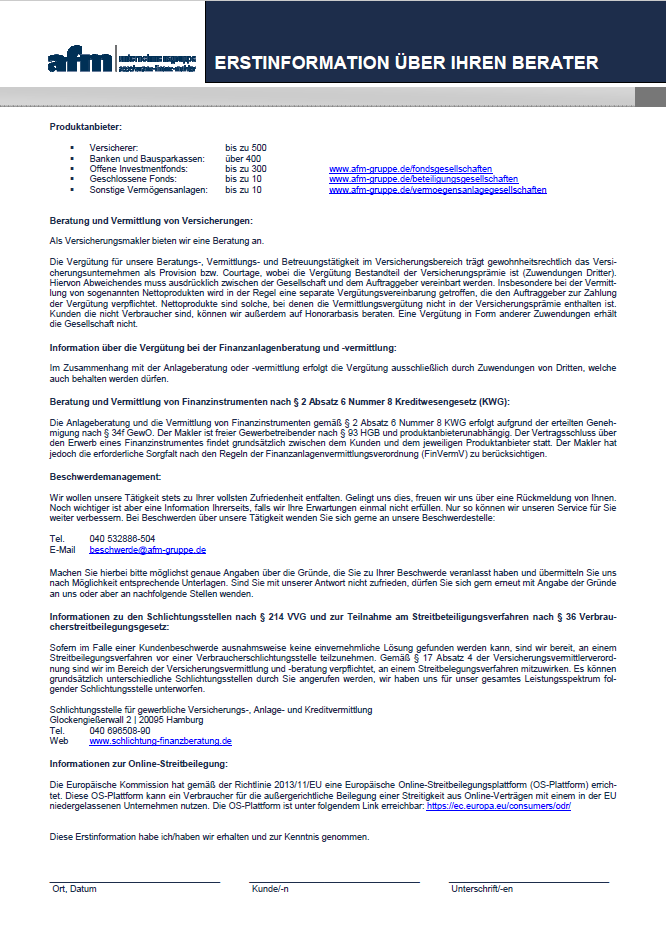 afm
ERSTINFORMATION ÜBER IHREN BERATER
Produktanbieter:
▪ Versicherer: bis zu 500
▪ Banken und Bausparkassen: über 400
▪ Offene Investmentfonds: bis zu 300 www.afm-gruppe.de/fondsgesellschaften
▪ Geschlossene Fonds: bis zu 10 www.afm-gruppe.de/beteiligungsgesellschaften
▪ Sonstige Vermögensanlagen: bis zu 10 www.afm-gruppe.de/vermoegensanlagegesellschaften
Beratung und Vermittlung von Versicherungen:
Als Versicherungsmakler bieten wir eine Beratung an.
Die Vergütung für unsere Beratungs-, Vermittlungs- und Betreuungstätigkeit im Versicherungsbereich trägt gewohnheitsrechtlich das Versi-
cherungsunternehmen als Provision bzw. Courtage, wobei die Vergütung Bestandteil der Versicherungsprämie ist (Zuwendungen Dritter).
Hiervon Abweichendes muss ausdrücklich zwischen der Gesellschaft und dem Auftraggeber vereinbart werden. Insbesondere bei der Vermitt-
lung von sogenannten Nettoprodukten wird in der Regel eine separate Vergütungsvereinbarung getroffen, die den Auftraggeber zur Zahlung
der Vergütung verpflichtet. Nettoprodukte sind solche, bei denen die Vermittlungsvergütung nicht in der Versicherungsprämie enthalten ist.
Kunden die nicht Verbraucher sind, können wir außerdem auf Honorarbasis beraten. Eine Vergütung in Form anderer Zuwendungen erhält
die Gesellschaft nicht.
Information über die Vergütung bei der Finanzanlagenberatung und -vermittlung:
Im Zusammenhang mit der Anlageberatung oder -vermittlung erfolgt die Vergütung ausschließlich durch Zuwendungen von Dritten, welche
auch behalten werden dürfen.
Beratung und Vermittlung von Finanzinstrumenten nach § 2 Absatz 6 Nummer 8 Kreditwesengesetz (KWG):
Die Anlageberatung und die Vermittlung von Finanzinstrumenten gemäß § 2 Absatz 6 Nummer 8 KWG erfolgt aufgrund der erteilten Geneh-
migung nach § 34f GewO. Der Makler ist freier Gewerbetreibender nach § 93 HGB und produktanbieterunabhängig. Der Vertragsschluss über
den Erwerb eines Finanzinstrumentes findet grundsätzlich zwischen dem Kunden und dem jeweiligen Produktanbieter statt. Der Makler hat
jedoch die erforderliche Sorgfalt nach den Regeln der Finanzanlagenvermittlungsverordnung (FinVermV) zu berücksichtigen.
Beschwerdemanagement:
Wir wollen unsere Tätigkeit stets zu Ihrer vollsten Zufriedenheit entfalten. Gelingt uns dies, freuen wir uns über eine Rückmeldung von Ihnen.
Noch wichtiger ist aber eine Information Ihrerseits, falls wir Ihre Erwartungen einmal nicht erfüllen. Nur so können wir unseren Service für Sie
weiter verbessern. Bei Beschwerden über unsere Tätigkeit wenden Sie sich gerne an unsere Beschwerdestelle:
Tel. 040 532886-504
E-Mail beschwerde@afm-gruppe.de
Machen Sie hierbei bitte möglichst genaue Angaben über die Gründe, die Sie zu Ihrer Beschwerde veranlasst haben und übermitteln Sie uns
nach Möglichkeit entsprechende Unterlagen. Sind Sie mit unserer Antwort nicht zufrieden, dürfen Sie sich gern erneut mit Angabe der Gründe
an uns oder aber an nachfolgende Stellen wenden.
Informationen zu den Schlichtungsstellen nach § 214 VVG und zur Teilnahme am Streitbeteiligungsverfahren nach § 36 Verbrau-
cherstreitbeilegungsgesetz:
Sofern im Falle einer Kundenbeschwerde ausnahmsweise keine einvernehmliche Lösung gefunden werden kann, sind wir bereit, an einem
Streitbeilegungsverfahren vor einer Verbraucherschlichtungsstelle teilzunehmen. Gemäß § 17 Absatz 4 der Versicherungsvermittlerverord-
nung sind wir im Bereich der Versicherungsvermittlung und -beratung verpflichtet, an einem Streitbelegungsverfahren mitzuwirken. Es können
grundsätzlich unterschiedliche Schlichtungsstellen durch Sie angerufen werden, wir haben uns für unser gesamtes Leistungsspektrum fol-
gender Schlichtungsstelle unterworfen.
Schlichtungsstelle für gewerbliche Versicherungs-, Anlage- und Kreditvermittlung
Glockengießerwall 2 | 20095 Hamburg
Tel. 040 696508-90
Web www.schlichtung-finanzberatung.de
Informationen zur Online-Streitbeilegung:
Die Europäische Kommission hat gemäß der Richtlinie 2013/11/EU eine Europäische Online-Streitbeilegungsplattform (OS-Plattform) errich-
tet. Diese OS-Plattform kann ein Verbraucher für die außergerichtliche Beilegung einer Streitigkeit aus Online-Verträgen mit einem in der EU
niedergelassenen Unternehmen nutzen. Die OS-Plattform ist unter folgendem Link erreichbar: https://ec.europa.eu/consumers/odr/
Diese Erstinformation habe ich/haben wir erhalten und zur Kenntnis genommen.
Ort, Datum Kunde/-n Unterschrift/-en